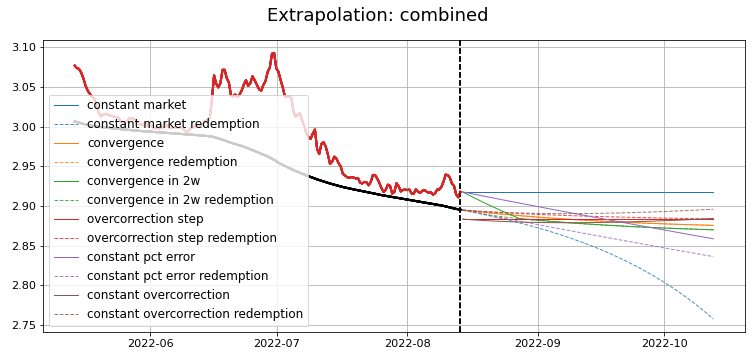 Extrapolation: combined
3.10
3.05
3.00
2.95
2.90
2.85
2.80
2.75
constant market
constant market redemption
convergence
convergence redemption
convergence in 2w
convergence in 2w redemption
overcorrection step
overcorrection step redemption
constant pct error
constant pct error redemption
constant overcorrection
constant overcorrection redemption
2022-06 2022-07 2022-08 2022-09 2022-10